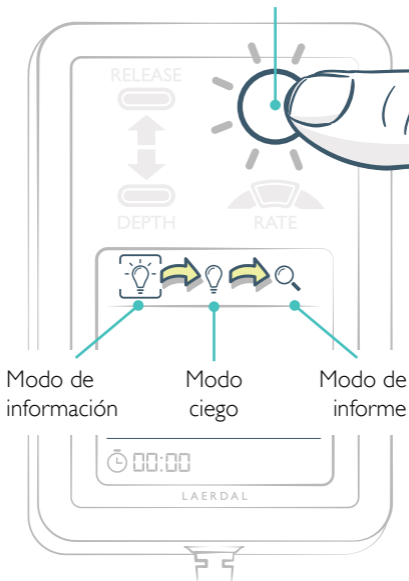 RELEASE
DEPTH
RATE
Modo de
información
Modo
ciego
Modo de
informe
00:00
LAERDAL